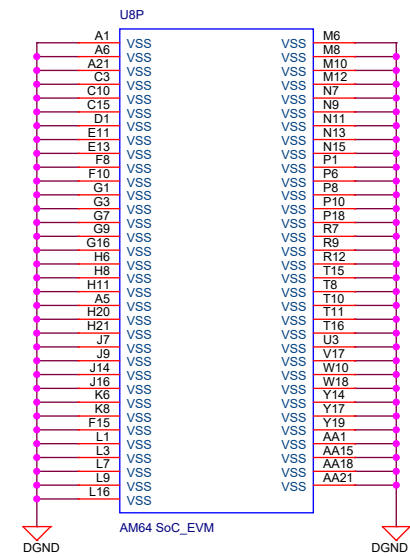 U8P
A1 VSS VSS M6
A6 VSS VSS M8
A21 VSS VSS M10
C3 VSS VSS M12
C10 VSS VSS N7
C15 VSS VSS N9
D1 VSS VSS N11
E11 VSS VSS N13
E13 VSS VSS N15
F8 VSS VSS P1
F10 VSS VSS P6
G1 VSS VSS P8
G3 VSS VSS P10
G7 VSS VSS P18
G9 VSS VSS R7
G16 VSS VSS R9
H6 VSS VSS R12
H8 VSS VSS T15
H11 VSS VSS T8
A5 VSS VSS T10
H20 VSS VSS T11
H21 VSS VSS T16
J7 VSS VSS U3
J9 VSS VSS V17
J14 VSS VSS W10
J16 VSS VSS W18
K6 VSS VSS Y14
K8 VSS VSS Y17
F15 VSS VSS Y19
L1 VSS VSS AA1
L3 VSS VSS AA15
L7 VSS VSS AA18
L9 VSS VSS AA21
L16 VSS
AM64 SoC_EVM
DGND DGND